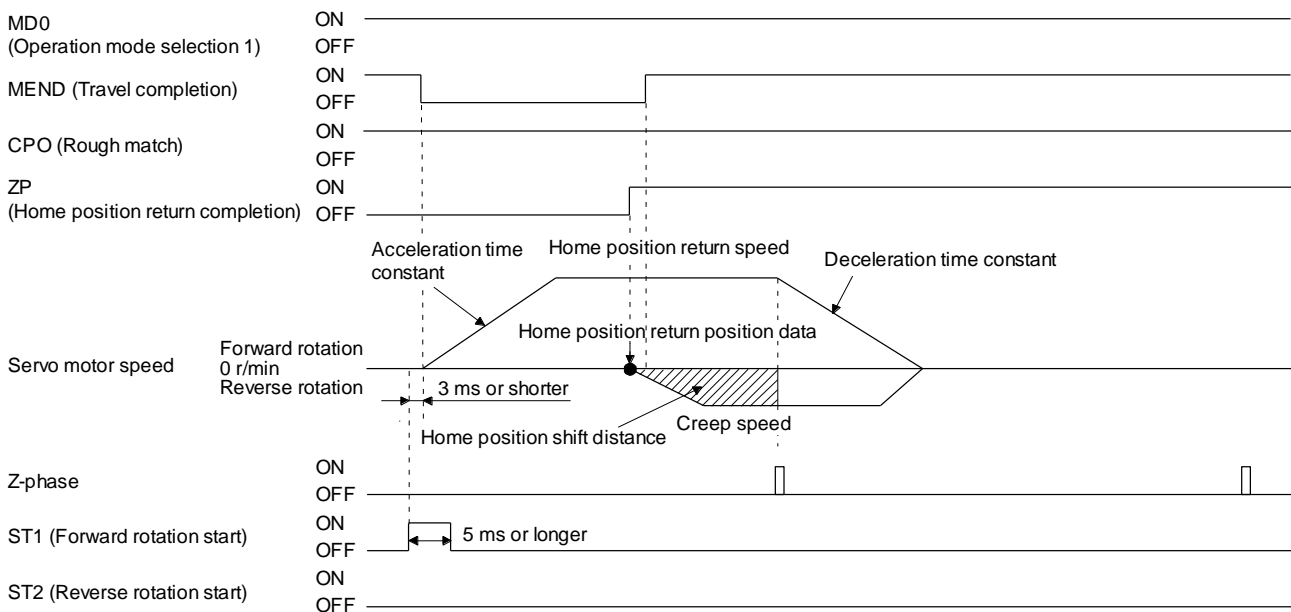 MD0
(Operation mode selection 1)
ON
OFF
MEND (Travel completion)
ON
OFF
CPO (Rough match)
ON
OFF
ZP
(Home position return completion)
ON
OFF
Acceleration time
constant
Home position return speed
Deceleration time constant
Home position return position data
Servo motor speed
Forward rotation
0 r/min
Reverse rotation
3 ms or shorter
Home position shift distance
Creep speed
Z-phase
ON
OFF
ST1 (Forward rotation start)
ON
OFF
5 ms or longer
ST2 (Reverse rotation start)
ON
OFF